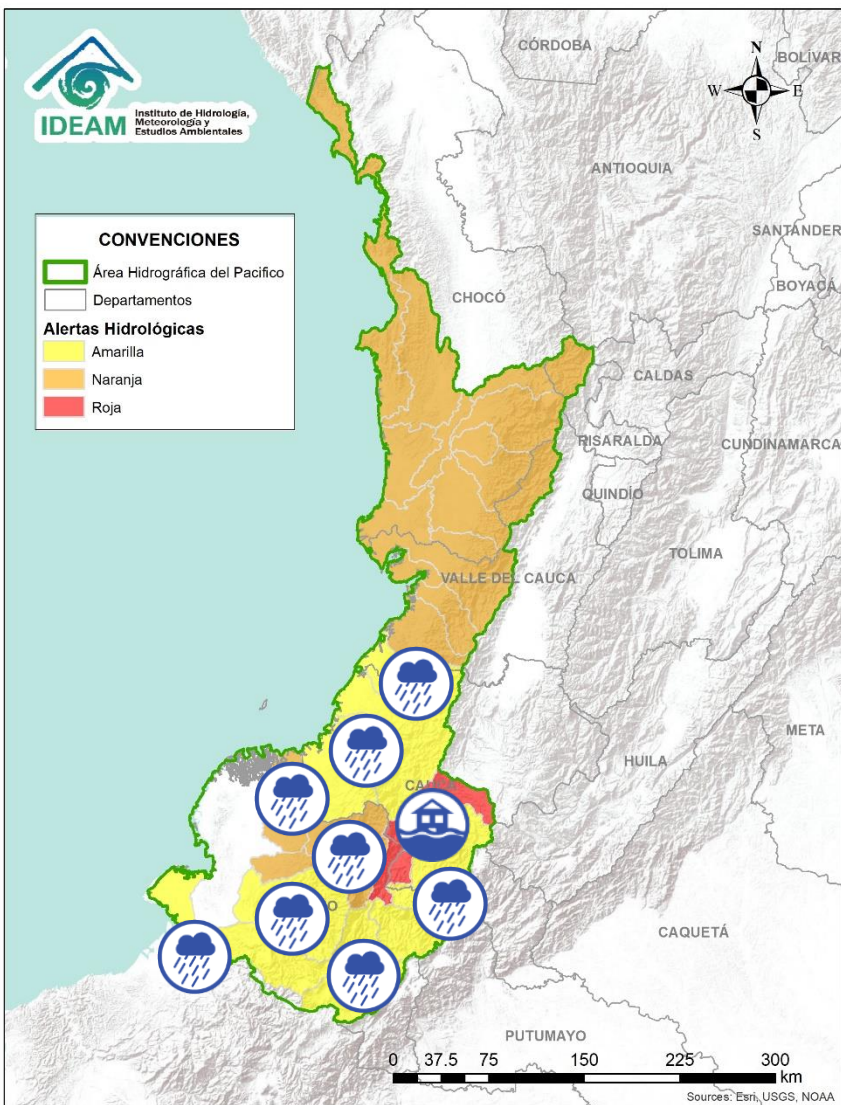 IDEAM
Instituto de Hidrología,
Meteorología y
Estudios Ambientales
CÓRDOBA
BOLÍVAR
N
W
E
S
ANTIOQUIA
SANTANDER
BOYACÁ
CONVENCIONES
Área Hidrográfica del Pacifico
Departamentos
Alertas Hidrológicas
Amarilla
Naranja
Roja
CHOCÓ
CALDAS
RISARALDA
CUNDINAMARCA
QUINDÍO
TOLIMA
VALLE DEL CAUCA
META
HUILA
CAQUETÁ
PUTUMAYO
0 37.5 75 150 225 300
km
Sources: Esri, USGS, NOAA